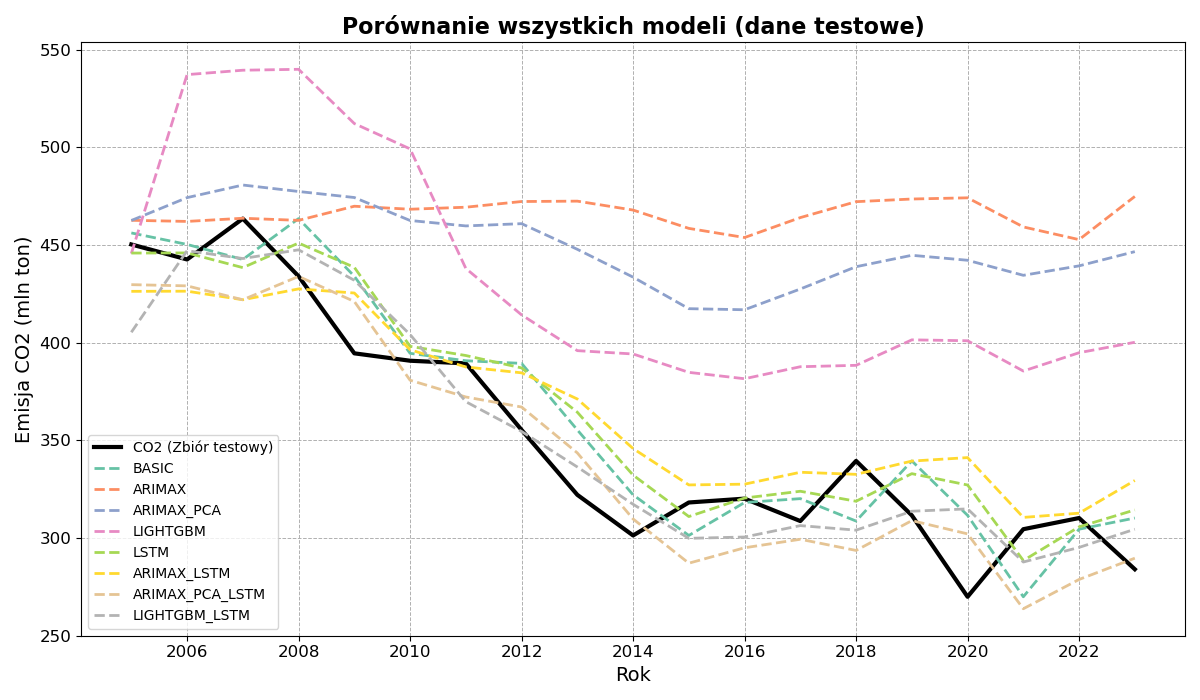 Porównanie wszystkich modeli (dane testowe)
Emisja CO2 (mln ton)
550
500
450
400
350
300
250
CO2 (Zbiór testowy)
BASIC
ARIMAX
ARIMAX_PCA
LIGHTGBM
LSTM
ARIMAX_LSTM
ARIMAX_PCA_LSTM
LIGHTGBM_LSTM
2006 2008 2010 2012 2014 2016 2018 2020 2022
Rok